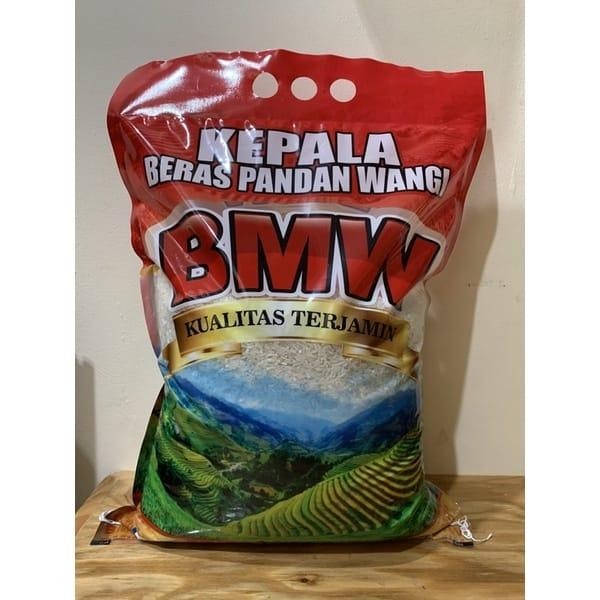 KEPALA
BERAS PANDAN WANGI
BMW
KUALITAS TERJAMIN